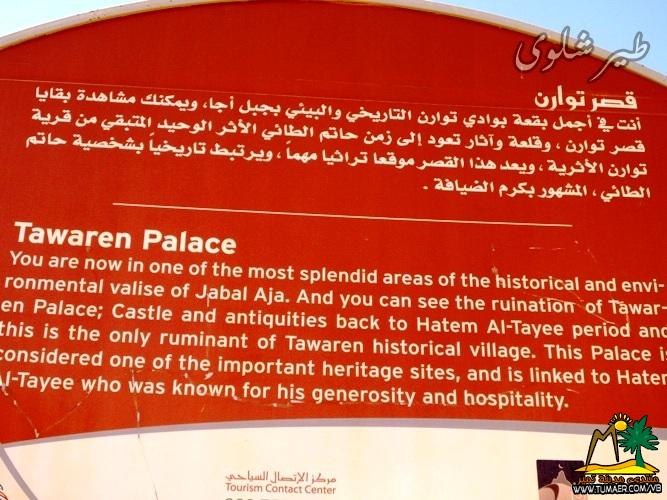 طير شلوى
قصر توارن
أنت في أجمل بقعة بوادي توارن التاريخي والبيئي بجبل أجا، ويمكنك مشاهدة بقايا
قصر توارن ، وقلعة وآثار تعود إلى زمن حاتم الطائي الأثر الوحيد المتبقي من قرية
توارن الأثرية ، ويعد هذا القصر موقعا تراثيا مهماً ، ويرتبط تاريخياً بشخصية حاتم
الطائي ، المشهور بكرم الضيافة .
Tawaren Palace
You are now in one of the most splendid areas of the historical and envi-
ronmental valise of Jabal Aja. And you can see the ruination of Tawar-
en Palace; Castle and antiquities back to Hatem Al-Tayee period and
this is the only ruminant of Tawaren historical village. This Palace is
considered one of the important heritage sites, and is linked to Hatem
Al-Tayee who was known for his generosity and hospitality.
مركز الإتصال السياحي
Tourism Contact Center
WWW.TUMAER.COM/VB